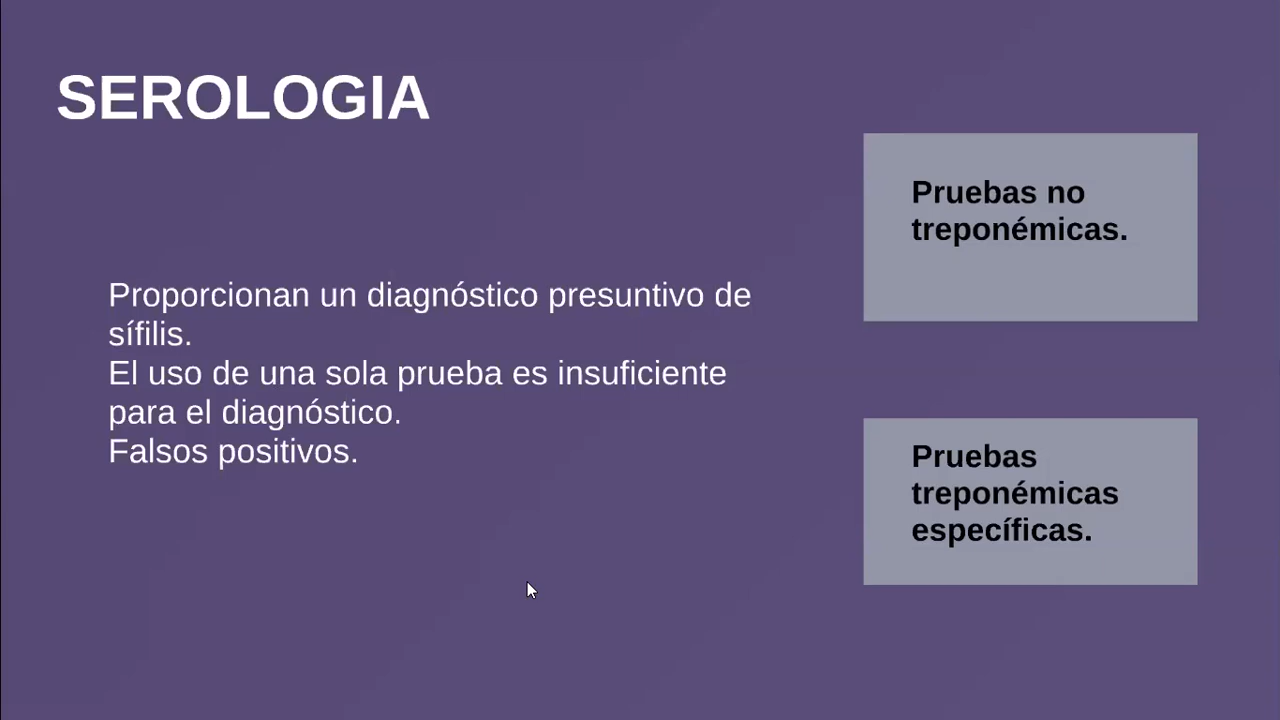 SEROLOGIA
Proporcionan un diagnóstico presuntivo de
sífilis.
El uso de una sola prueba es insuficiente
para el diagnóstico.
Falsos positivos.
Pruebas no
treponémicas.
Pruebas
treponémicas
específicas.